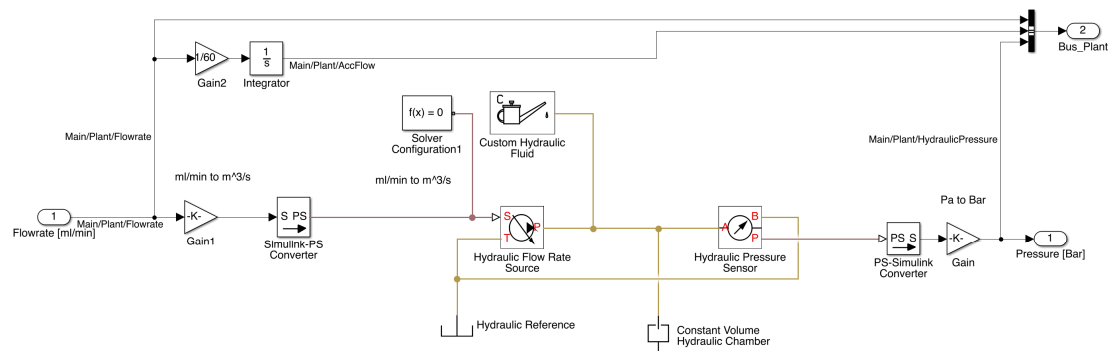 2
Bus_Plant
1/60
Gain2
1
s
Integrator
Main/Plant/AccFlow
f(x) = 0
Solver
Configuration1
C
Custom Hydraulic
Fluid
Main/Plant/Flowrate
Main/Plant/HydraulicPressure
ml/min to m^3/s
ml/min to m^3/s
Pa to Bar
1
Flowrate [ml/min]
Main/Plant/Flowrate
-K-
Gain1
S PS
SImulink-PS
Converter
S
P
T
Hydraulic Flow Rate
Source
A
B
P
Hydraulic Pressure
Sensor
PS S
PS-Simulink
Converter
-K-
Gain
1
Pressure [Bar]
Hydraulic Reference
Constant Volume
Hydraulic Chamber